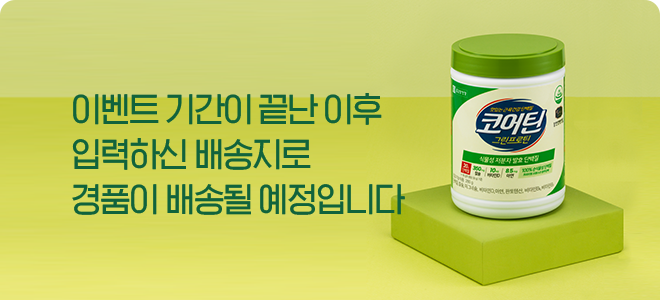 이벤트 기간이 끝난 이후
입력하신 배송지로
경품이 배송될 예정입니다
코어틴
그린프로틴
식물성 저분자 발효 단백질